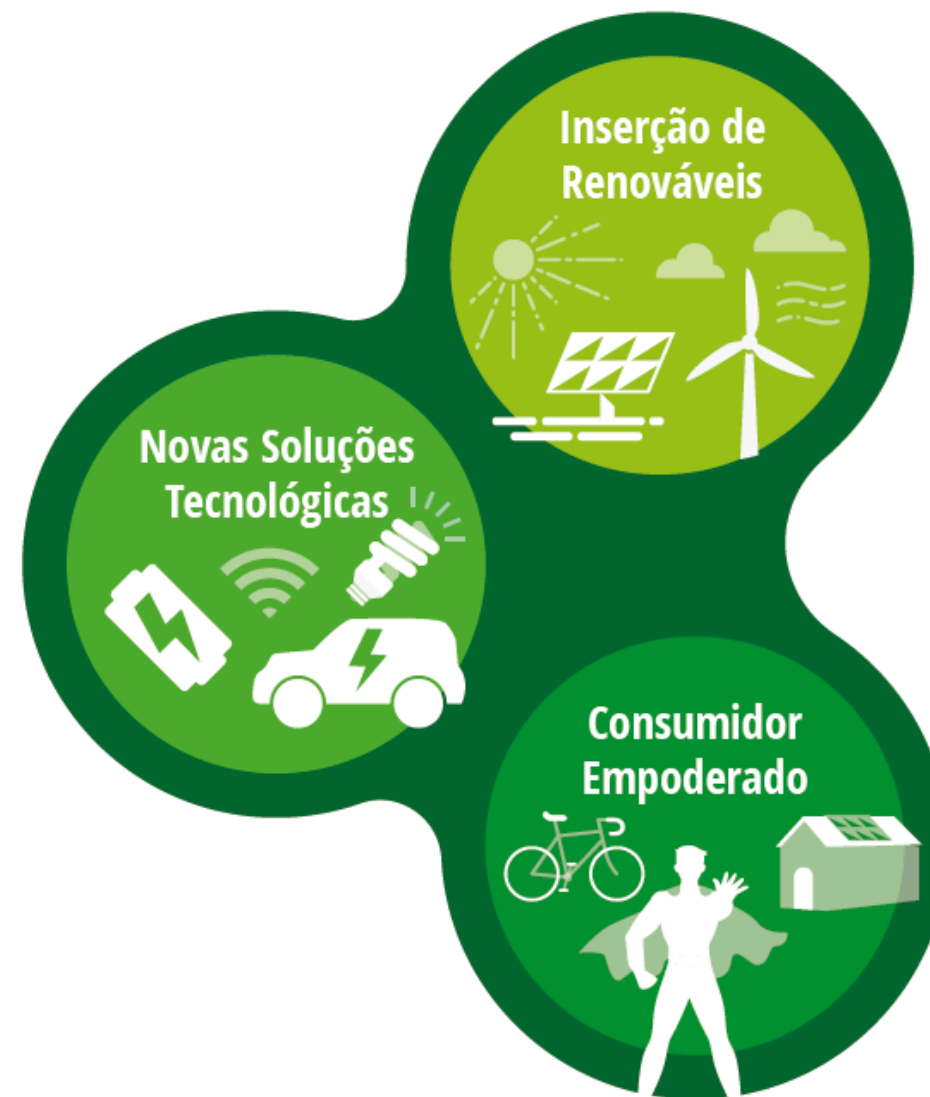 Inserção de
Renováveis
Novas Soluções
Tecnológicas
Consumidor
Empoderado